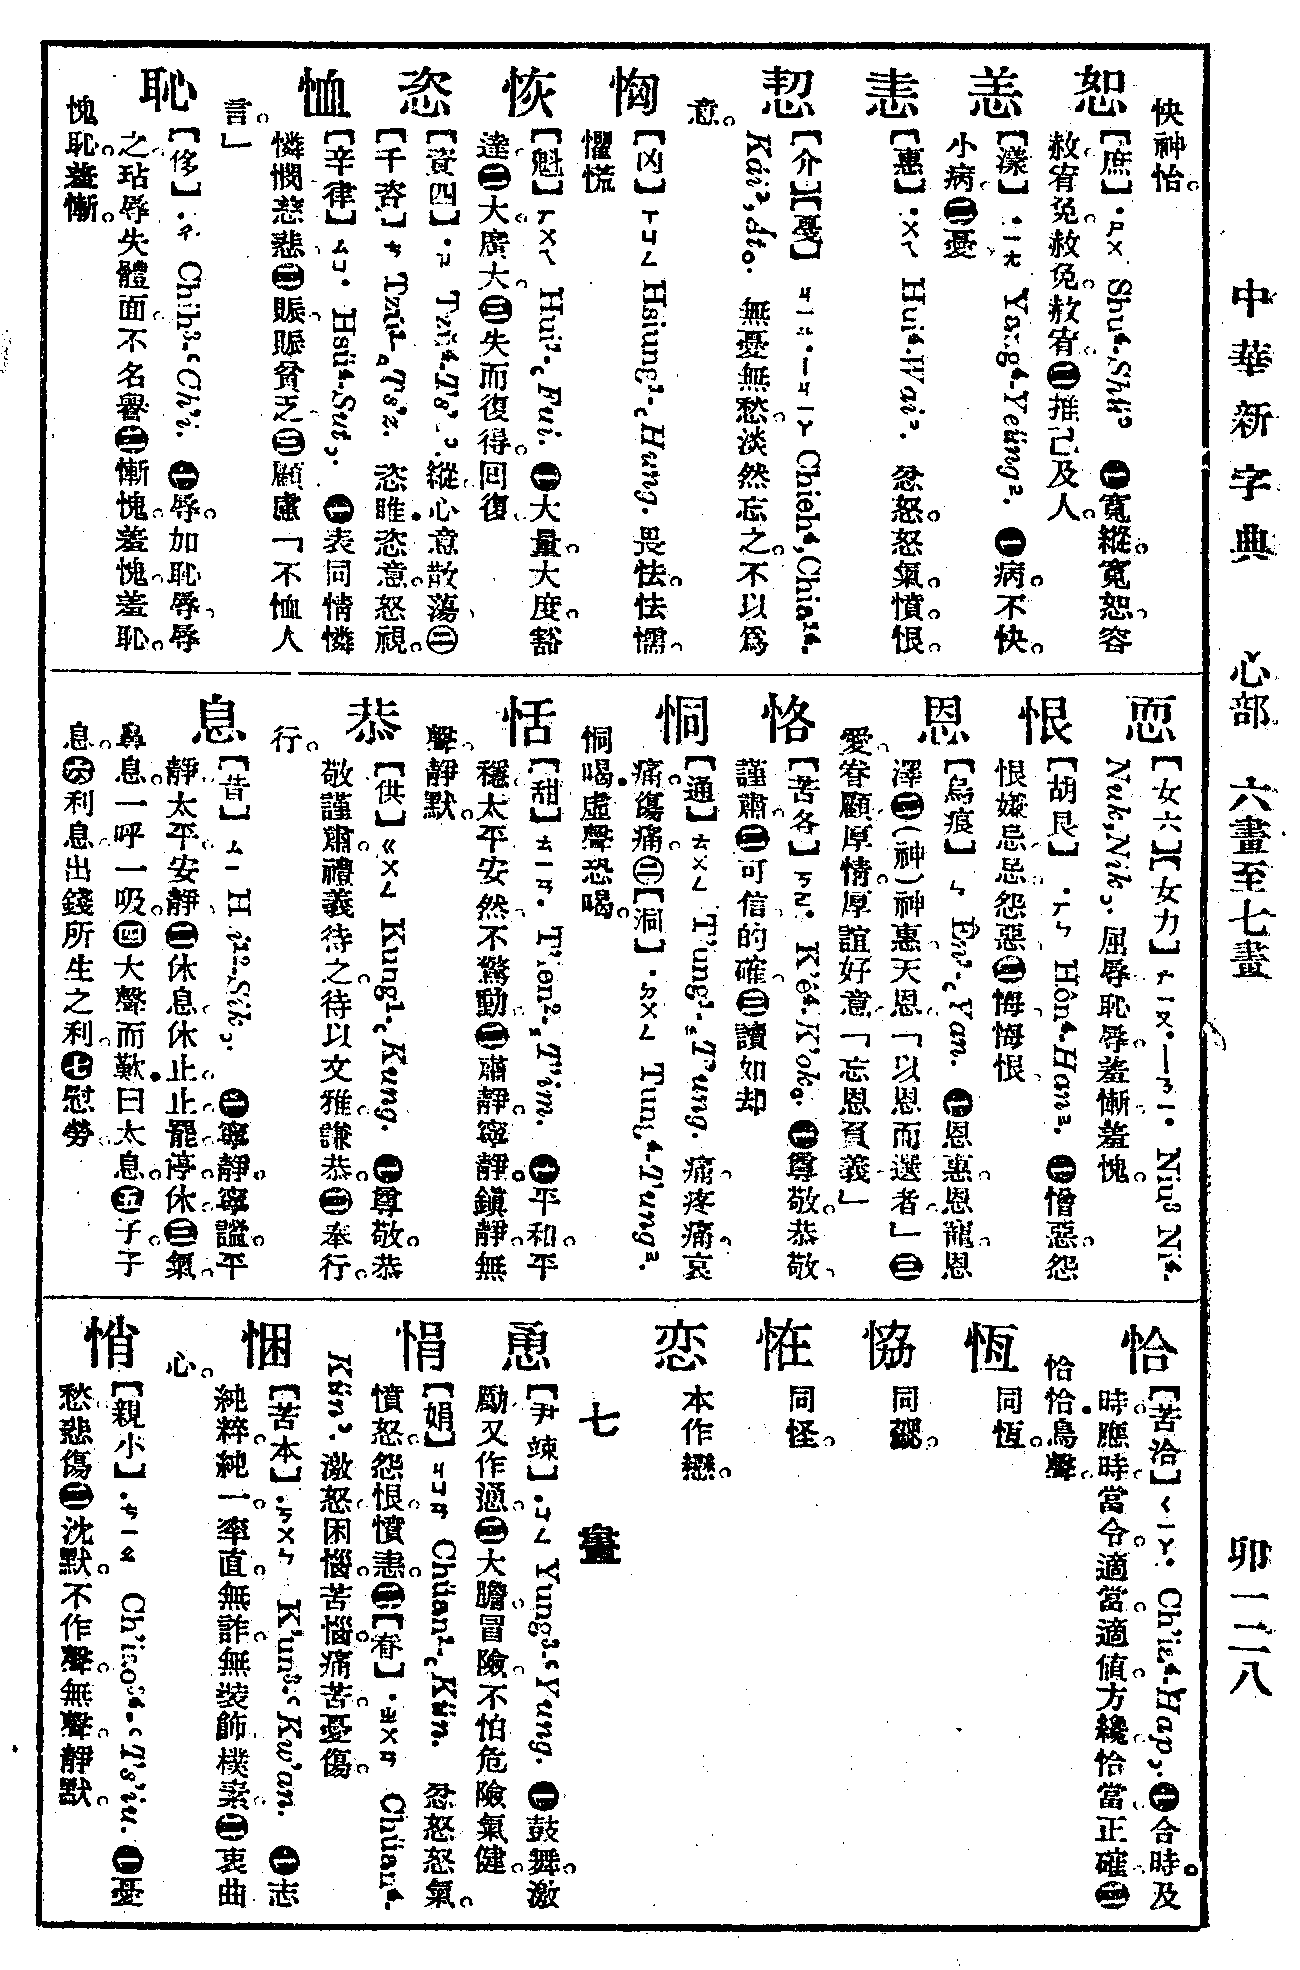 中華新字典　心部　六畫至七畫　卯一二八
快神怡。
恕
【庶】•ㄕㄨ Shu⁴-Shü³ ㊀寬縱。寬恕。容
赦宥免。赦免。赦宥。㊁推己及人。
恙
【漾】•ㄧㄤ Yang⁴-Yeüng². ㊀病。不快。
小病。㊁憂
恚
【惠】•ㄨㄟ Hui⁴-Wai². 忿怒。怒氣。憤恨。
恝
【介】【戞】ㄐㄧㄝ•ㄧㄐㄧㄚ Chieh⁴, Chia¹⁴.
Kái², át。無憂無愁。淡然忘之。不以爲
意。
恟
【凶】ㄒㄩㄥ Hsiung¹-Hung. 畏怯。怯懦。
懼慌
恢
【魁】ㄏㄨㄟ Hui¹-Fui. ㊀大量。大度。豁
達㊁大。廣大。㊂失而復得。回復。
恣
【資四】•ㄗ Tzŭ⁴-Ts². 縱心意散蕩㊁
【千咨】ㄘ Tzŭ¹-Ts'z. 恣睢。恣意。怒視。
恤
【辛律】ㄙㄩ• Hsü⁴-Sut. ㊀表同情憐
憐憫慈悲㊁賑。賑貧乏㊂顧慮「不恤人
言。」
恥
【侈】•ㄔ Chih³-Ch'i. ㊀辱。加恥辱。辱
之玷辱失體面。不名譽㊁慚愧。羞愧。羞恥。
愧恥。羞慚。
恧
【女六】【女力】ㄋㄧㄡ•—ㄋㄧ• Niu³ Ni⁴.
Nuk, Nik. 屈辱恥辱。羞慚。羞愧。
恨
【胡艮】•ㄏㄣ Hên⁴-Han². ㊀憎惡。怨
恨嫌忌。忌怨惡㊁悔。悔恨。
恩
【烏痕】ㄣ En¹-Yan. ㊀恩惠。恩寵。恩
澤㊁(神)神惠。天恩「以恩而選者」㊂
愛。眷顧。厚情。厚誼好意「忘恩負義」
恪
【苦各】ㄎㄜ• K'ê⁴-K'ok。 ㊀尊敬。恭敬。
謹肅。㊁可信的確。㊂讀如却
恫
【通】ㄊㄨㄥ T'ung¹-T'ung. 痛。疼痛。哀
痛。傷痛。㊁【洞】•ㄉㄨㄥ Tung⁴-T'ung².
恫喝虛聲恐喝。
恬
【甜】ㄊㄧㄢ. T'ien²-T'im. ㊀平和。平
穩。太平安然。不驚動。㊁肅靜。寧靜。鎮靜。無
聲。靜默。
恭
【供】ㄍㄨㄥ Kung¹-Kung. ㊀尊敬。恭
敬謹肅。禮義待之。待以文雅。謙恭。㊁奉行。
行。
息
【昔】ㄙㄧ Hsi¹²-Sik. ㊀寧靜。寧謐。平
靜。太平。安靜。㊁休息。休止。止。罷。停。休。㊂氣。
鼻息。一呼一吸。㊃大聲而歎曰太息。㊄子。子
息。㊅利息。出錢所生之利。㊆慰勞。
恰
【苦洽】ㄑㄧㄚ• Ch'ia⁴-Hap. ㊀合時。及
時。應時。當令。適當。適値方纔恰當。正確㊁
恰恰。鳥聲。
恆
同恆。
恊
同勰。
恠
同怪。
恋
本作戀。
七　畫
恿
【尹竦】•ㄩㄥ Yung³-Yung. ㊀鼓舞。激
勵又作慂。㊁大膽。冒險。不怕危險。氣健。
悁
【娟】ㄐㄩㄢ Chüan¹-Kün. 忿怒。怒氣。
憤怒。怨恨。憤恚。㊁【眷】•ㄓㄨㄢ Chüan⁴-
Kün². 激怒。困惱。苦惱。痛苦。憂傷。
悃
【苦本】•ㄎㄨㄣ K'un³-Kw'an. ㊀志
純粹。純一。率直。無詐。無裝飾樸素。㊁衷曲
心。
悄
【親小】•ㄘㄧㄠ Ch'iao³⁴-Ts'iu. ㊀憂
愁悲傷㊁沈默。不作聲。無聲。靜默。